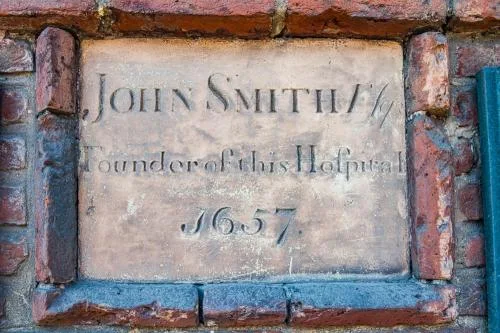 JOHN SMITH Eſq
Founder of this Hoſpital
1657.